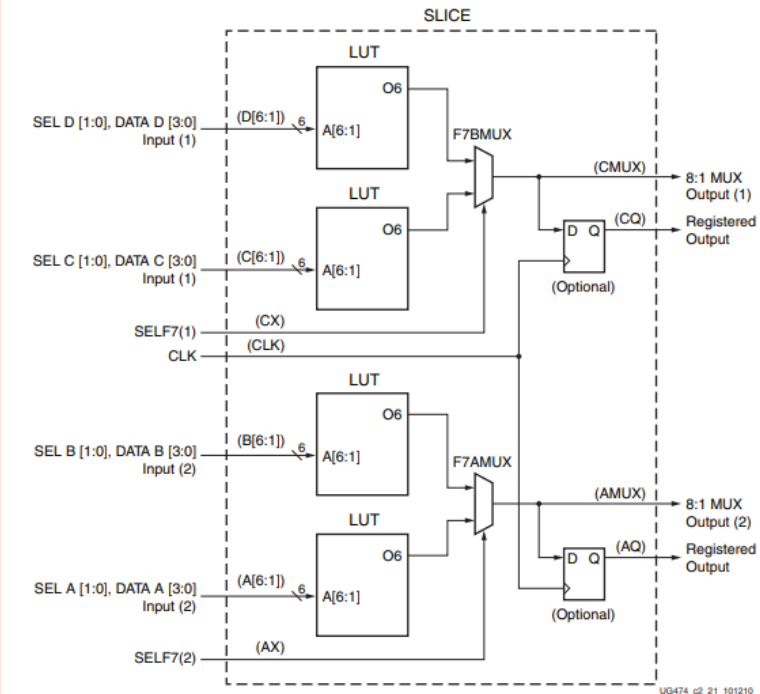 SLICE
LUT
O6
SEL D [1:0], DATA D [3:0]
Input (1)
(D[6:1])
6
A[6:1]
F7BMUX
LUT
O6
(CMUX)
8:1 MUX
Output (1)
(CQ)
Registered
Output
D Q
SEL C [1:0], DATA C [3:0]
Input (1)
(C[6:1])
6
A[6:1]
(Optional)
SELF7(1)
(CX)
CLK
(CLK)
LUT
O6
SEL B [1:0], DATA B [3:0]
Input (2)
(B[6:1])
6
A[6:1]
F7AMUX
LUT
O6
(AMUX)
8:1 MUX
Output (2)
(AQ)
Registered
Output
D Q
SEL A [1:0], DATA A [3:0]
Input (2)
(A[6:1])
6
A[6:1]
(Optional)
SELF7(2)
(AX)
UG474_c2_21_101210